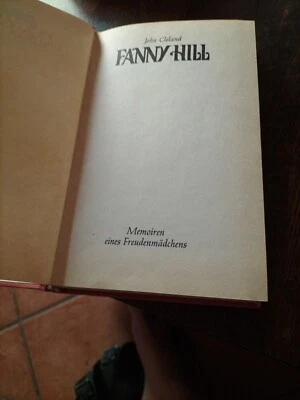 John Cleland
FANNY HILL
Memoiren
eines Freudenmädchens